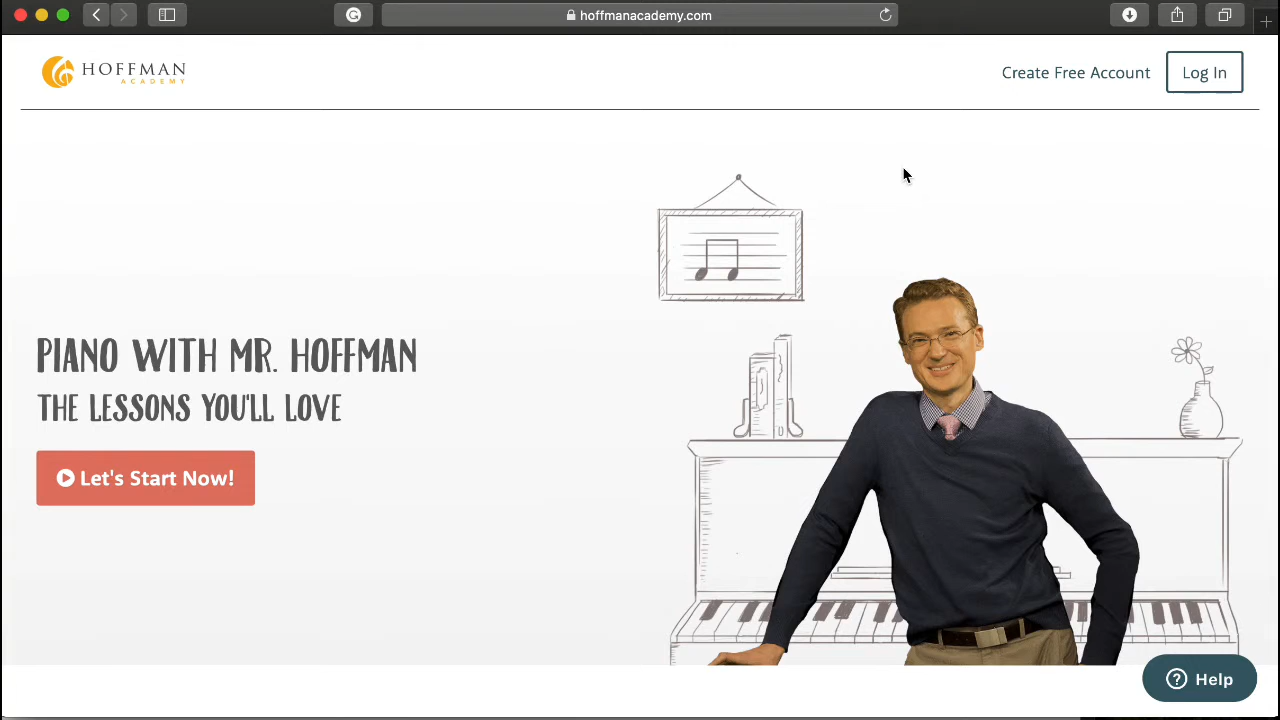 hoffmanacademy.com
HOFFMAN
ACADEMY
Create Free Account
Log In
PIANO WITH MR. HOFFMAN
THE LESSONS YOU'LL LOVE
Let's Start Now!
Help